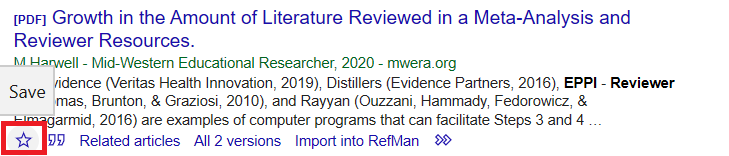 [PDF] Growth in the Amount of Literature Reviewed in a Meta-Analysis and
Reviewer Resources.
M Harwell - Mid-Western Educational Researcher, 2020 - mwera.org
vidence (Veritas Health Innovation, 2019), Distillers (Evidence Partners, 2016), EPPI - Reviewer
Save
omas, Brunton, & Graziosi, 2010), and Rayyan (Ouzzani, Hammady, Fedorowicz, &
Elmagarmid, 2016) are examples of computer programs that can facilitate Steps 3 and 4 …
Related articles All 2 versions Import into RefMan